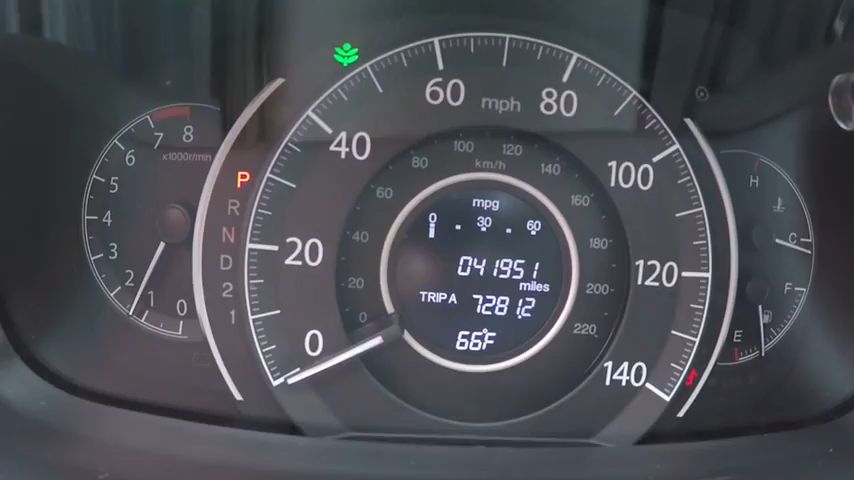 8
7
6
5
4
3
2
1
0
x1000r/min
P
R
N
D
2
1
0
20
40
60
mph
80
100
120
140
0
20
40
60
80
100
km/h
120
140
160
180
200
220
mpg
0 30 60
041951
miles
TRIP A 7281.2
66°F
H
C
F
E